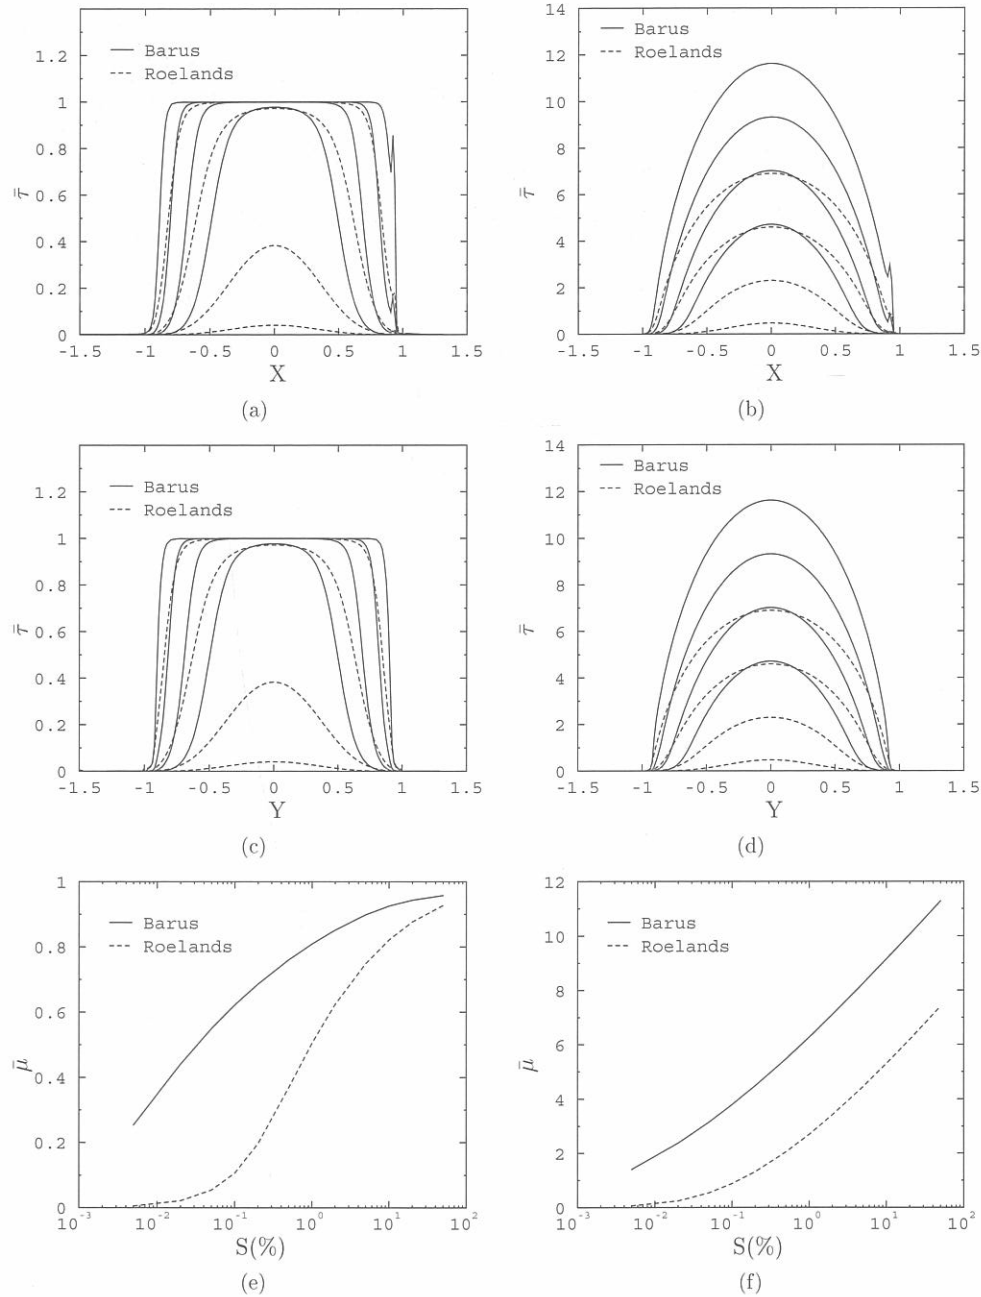 1.2
1
0.8
0.6
0.4
0.2
0
τ̄
Barus
Roelands
-1.5 -1 -0.5 0 0.5 1 1.5
X
(a)
14
12
10
8
6
4
2
0
τ̄
Barus
Roelands
-1.5 -1 -0.5 0 0.5 1 1.5
X
(b)
1.2
1
0.8
0.6
0.4
0.2
0
τ̄
Barus
Roelands
-1.5 -1 -0.5 0 0.5 1 1.5
Y
(c)
14
12
10
8
6
4
2
0
τ̄
Barus
Roelands
-1.5 -1 -0.5 0 0.5 1 1.5
Y
(d)
1
0.8
0.6
0.4
0.2
0
μ̄
Barus
Roelands
10⁻³ 10⁻² 10⁻¹ 10⁰ 10¹ 10²
S(%)
(e)
12
10
8
6
4
2
0
μ̄
Barus
Roelands
10⁻³ 10⁻² 10⁻¹ 10⁰ 10¹ 10²
S(%)
(f)